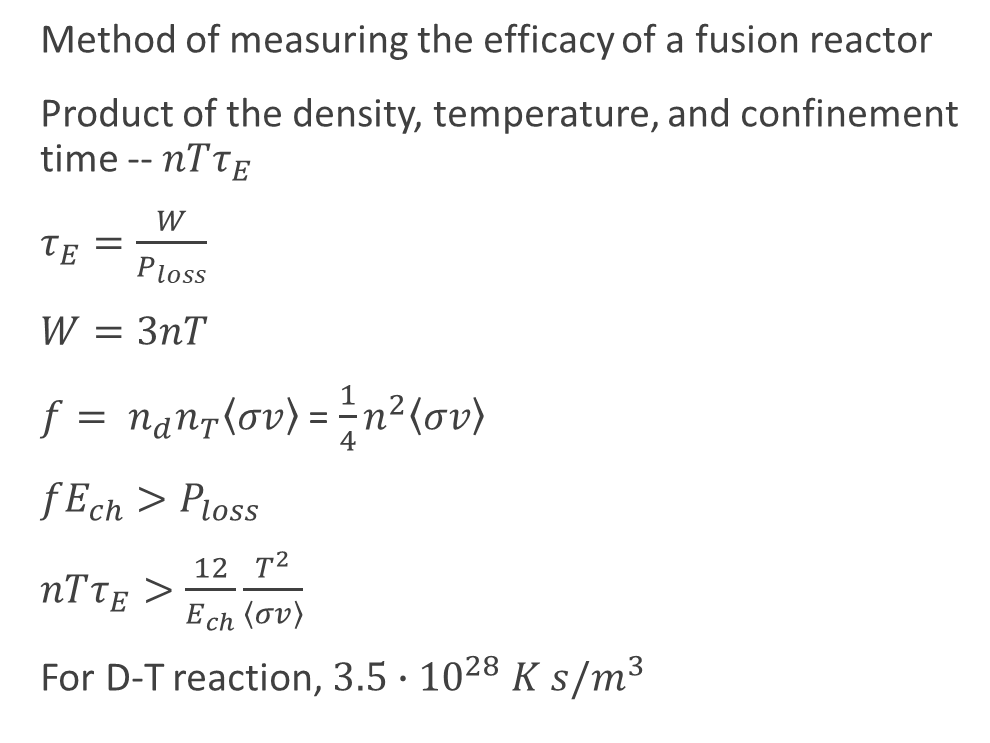 Method of measuring the efficacy of a fusion reactor
Product of the density, temperature, and confinement
time -- $nT\tau_E$
$\tau_E = \frac{W}{P_{loss}}$
$W = 3nT$
$f = n_d n_T \langle \sigma v \rangle = \frac{1}{4} n^2 \langle \sigma v \rangle$
$fE_{ch} > P_{loss}$
$nT\tau_E > \frac{12}{E_{ch}} \frac{T^2}{\langle \sigma v \rangle}$
For D-T reaction, $3.5 \cdot 10^{28}\ K\ s/m^3$